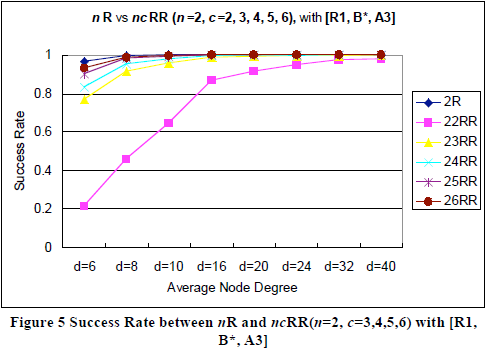 n R vs nc RR (n=2, c=2, 3, 4, 5, 6), with [R1, B*, A3]
1
0.8
0.6
0.4
0.2
0
Success Rate
d=6 d=8 d=10 d=16 d=20 d=24 d=32 d=40
Average Node Degree
2R
22RR
23RR
24RR
25RR
26RR
Figure 5 Success Rate between nR and ncRR(n=2, c=3,4,5,6) with [R1,
B*, A3]